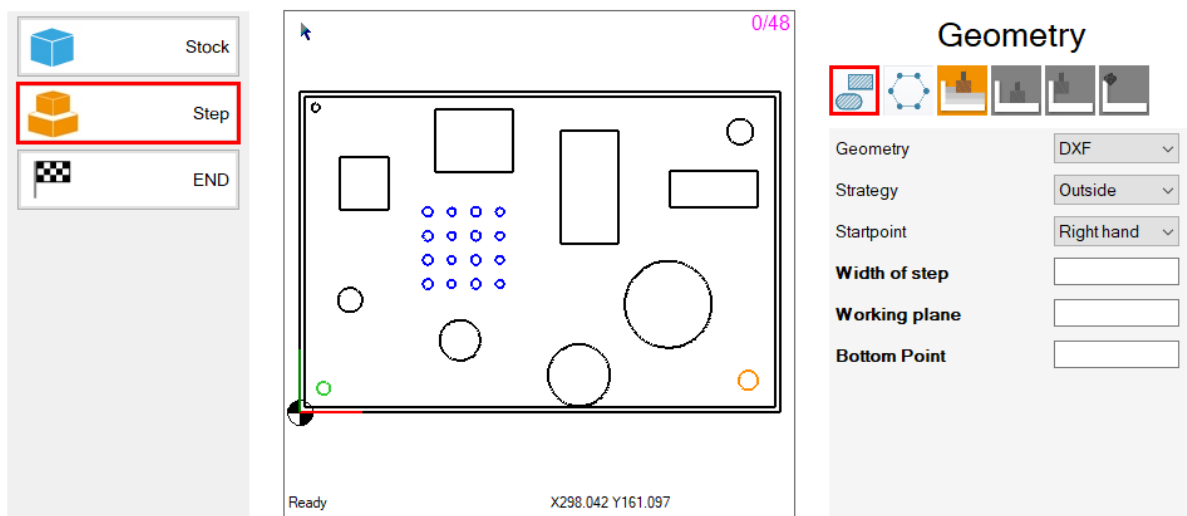 Stock
Step
END
0/48
Ready
X298.042 Y161.097
Geometry
Geometry DXF
Strategy Outside
Startpoint Right hand
Width of step
Working plane
Bottom Point